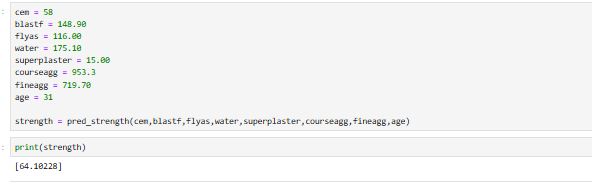 cem = 58
blastf = 148.90
flyas = 116.00
water = 175.10
superplaster = 15.00
courseagg = 953.3
fineagg = 719.70
age = 31
strength = pred_strength(cem,blastf,flyas,water,superplaster,courseagg,fineagg,age)
print(strength)
[64.10228]